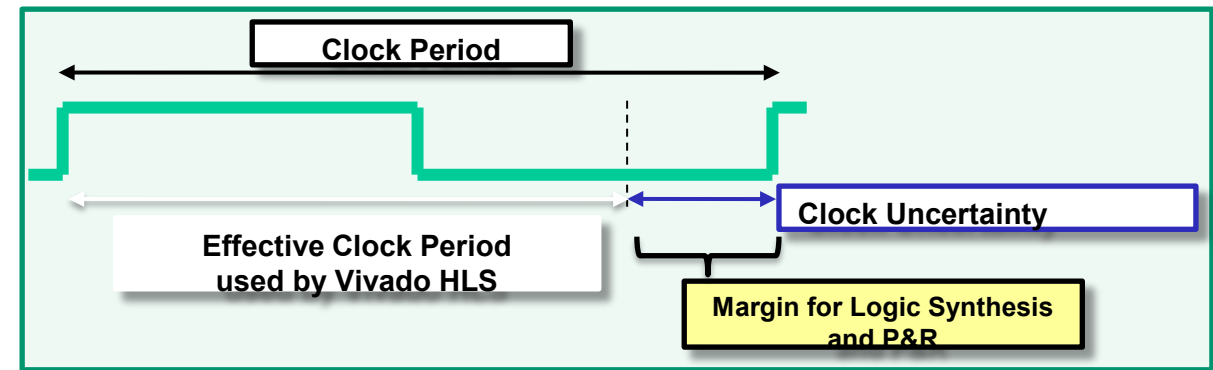 Clock Period
Clock Uncertainty
Effective Clock Period
used by Vivado HLS
Margin for Logic Synthesis
and P&R